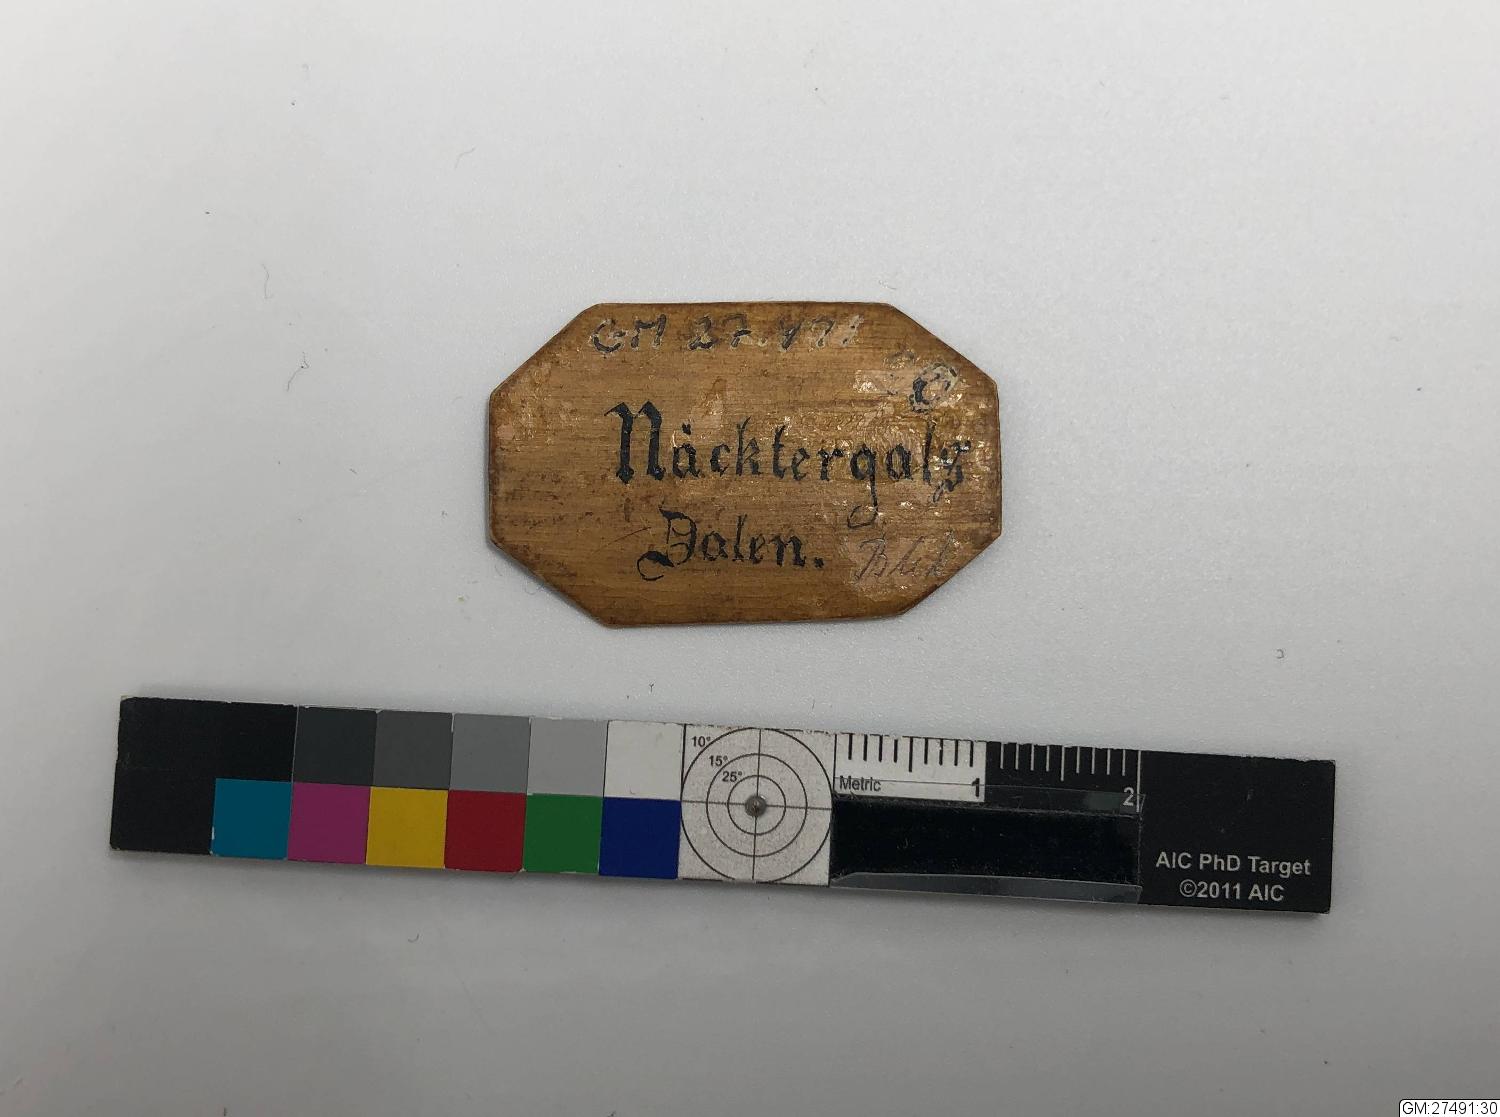 GM 27.491
Näcktergals
Dalen.
10°
15°
25°
Metric
1
2
AIC PhD Target
©2011 AIC
GM:27491:30